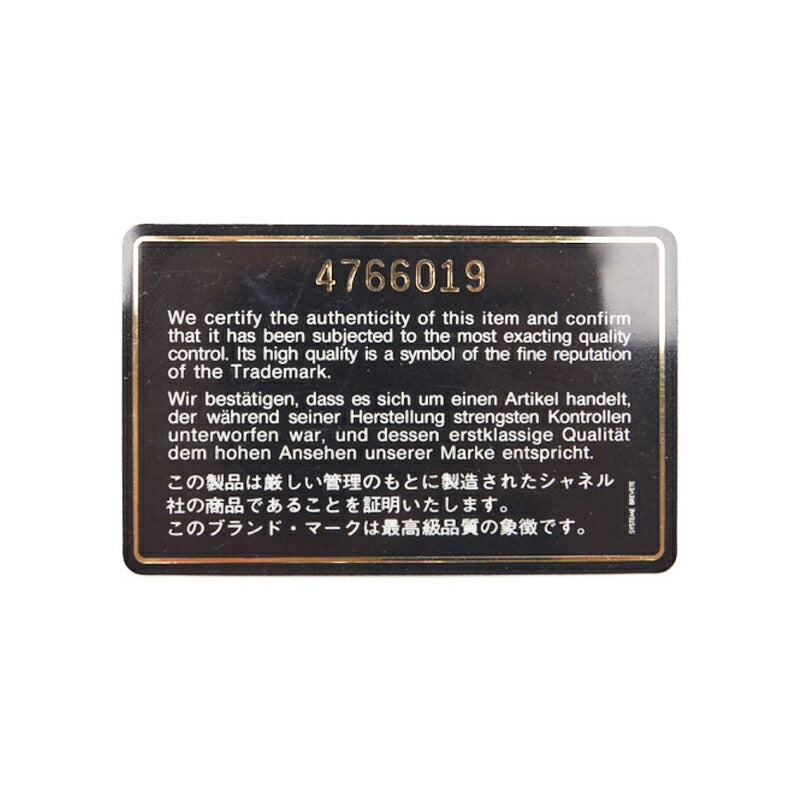 4766019
We certify the authenticity of this item and confirm
that it has been subjected to the most exacting quality
control. Its high quality is a symbol of the fine reputation
of the Trademark.
Wir bestätigen, dass es sich um einen Artikel handelt,
der während seiner Herstellung strengsten Kontrollen
unterworfen war, und dessen erstklassige Qualität
dem hohen Ansehen unserer Marke entspricht.
この製品は厳しい管理のもとに製造されたシャネル
社の商品であることを証明いたします。
このブランド・マークは最高級品質の象徴です。
SYSTEME BREVETE